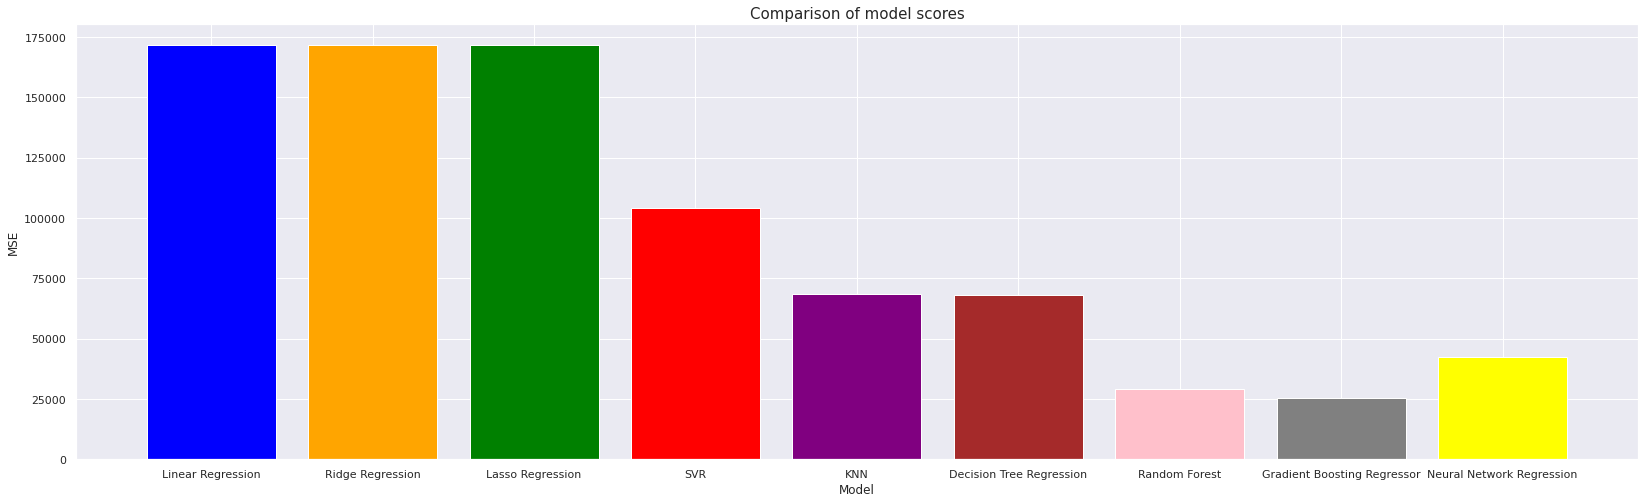 Comparison of model scores
175000
150000
125000
100000
75000
50000
25000
0
MSE
Linear Regression
Ridge Regression
Lasso Regression
SVR
KNN
Decision Tree Regression
Random Forest
Gradient Boosting Regressor
Neural Network Regression
Model